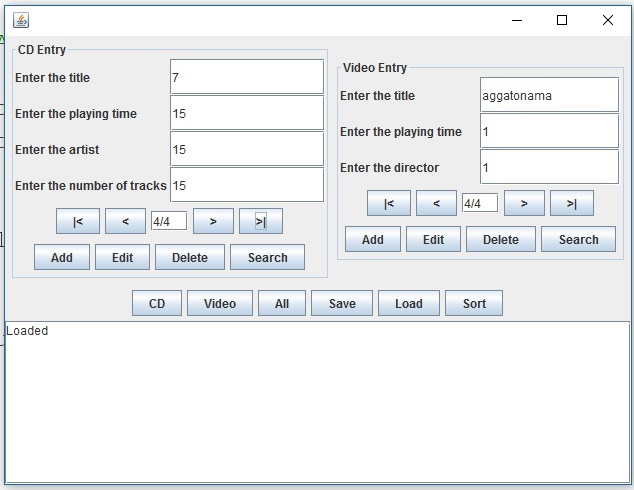 CD Entry
Enter the title 7
Enter the playing time 15
Enter the artist 15
Enter the number of tracks 15
|< < 4/4 > >|
Add Edit Delete Search
Video Entry
Enter the title aggatonama
Enter the playing time 1
Enter the director 1
|< < 4/4 > >|
Add Edit Delete Search
CD Video All Save Load Sort
Loaded